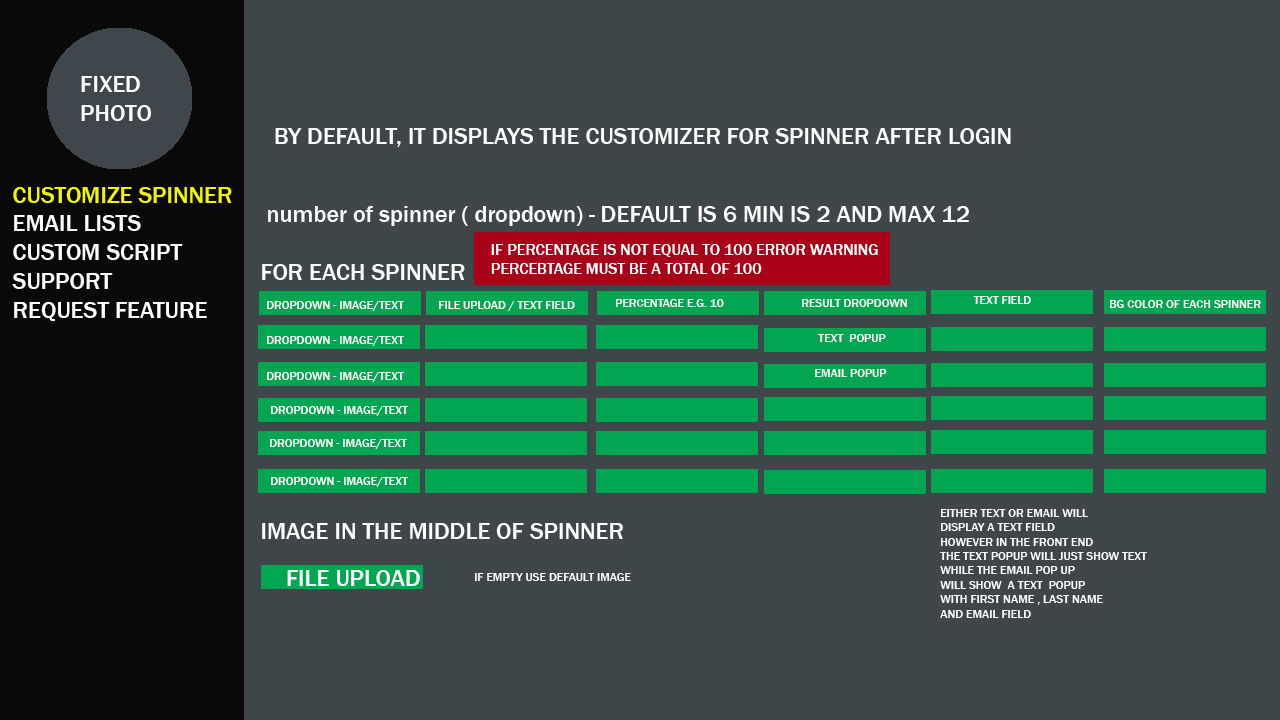 FIXED
PHOTO
CUSTOMIZE SPINNER
EMAIL LISTS
CUSTOM SCRIPT
SUPPORT
REQUEST FEATURE
BY DEFAULT, IT DISPLAYS THE CUSTOMIZER FOR SPINNER AFTER LOGIN
number of spinner ( dropdown) - DEFAULT IS 6 MIN IS 2 AND MAX 12
IF PERCENTAGE IS NOT EQUAL TO 100 ERROR WARNING
PERCEBTAGE MUST BE A TOTAL OF 100
FOR EACH SPINNER
DROPDOWN - IMAGE/TEXT FILE UPLOAD / TEXT FIELD PERCENTAGE E.G. 10 RESULT DROPDOWN TEXT FIELD BG COLOR OF EACH SPINNER
DROPDOWN - IMAGE/TEXT TEXT POPUP
DROPDOWN - IMAGE/TEXT EMAIL POPUP
DROPDOWN - IMAGE/TEXT
DROPDOWN - IMAGE/TEXT
DROPDOWN - IMAGE/TEXT
IMAGE IN THE MIDDLE OF SPINNER
FILE UPLOAD IF EMPTY USE DEFAULT IMAGE
EITHER TEXT OR EMAIL WILL
DISPLAY A TEXT FIELD
HOWEVER IN THE FRONT END
THE TEXT POPUP WILL JUST SHOW TEXT
WHILE THE EMAIL POP UP
WILL SHOW A TEXT POPUP
WITH FIRST NAME , LAST NAME
AND EMAIL FIELD